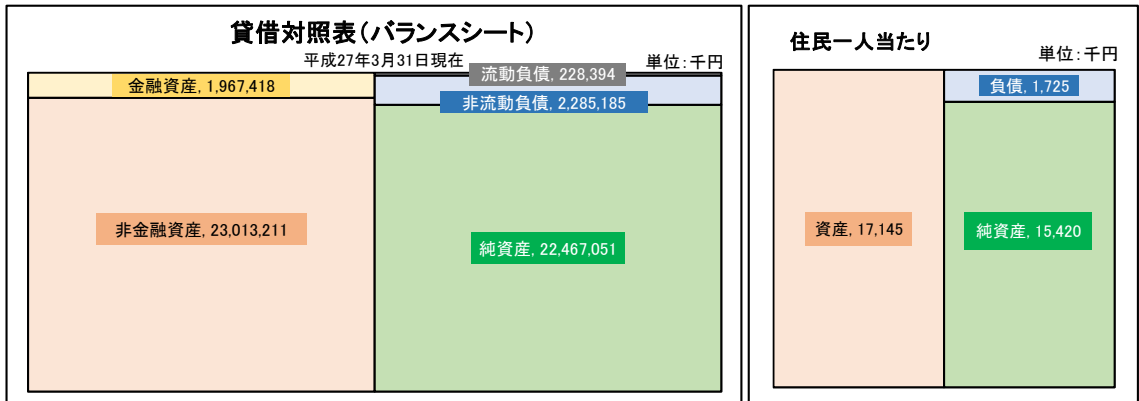 貸借対照表(バランスシート)
平成27年3月31日現在
単位:千円
金融資産, 1,967,418
流動負債, 228,394
非流動負債, 2,285,185
非金融資産, 23,013,211
純資産, 22,467,051
住民一人当たり
単位:千円
負債, 1,725
資産, 17,145
純資産, 15,420